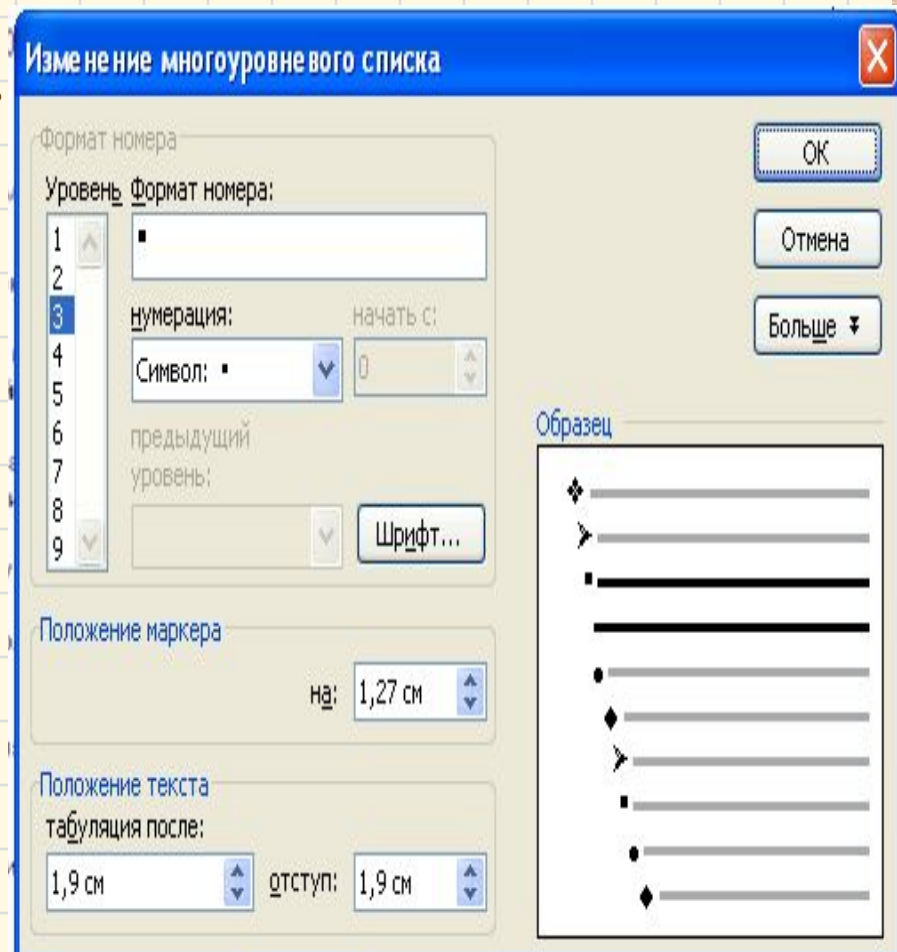 Изменение многоуровневого списка
Формат номера
Уровень Формат номера:
1
2
3
4
5
6
7
8
9
нумерация:
начать с:
Символ: ▪
0
предыдущий
уровень:
Шрифт...
Положение маркера
на: 1,27 см
Положение текста
табуляция после:
1,9 см отступ: 1,9 см
ОК
Отмена
Больше
Образец